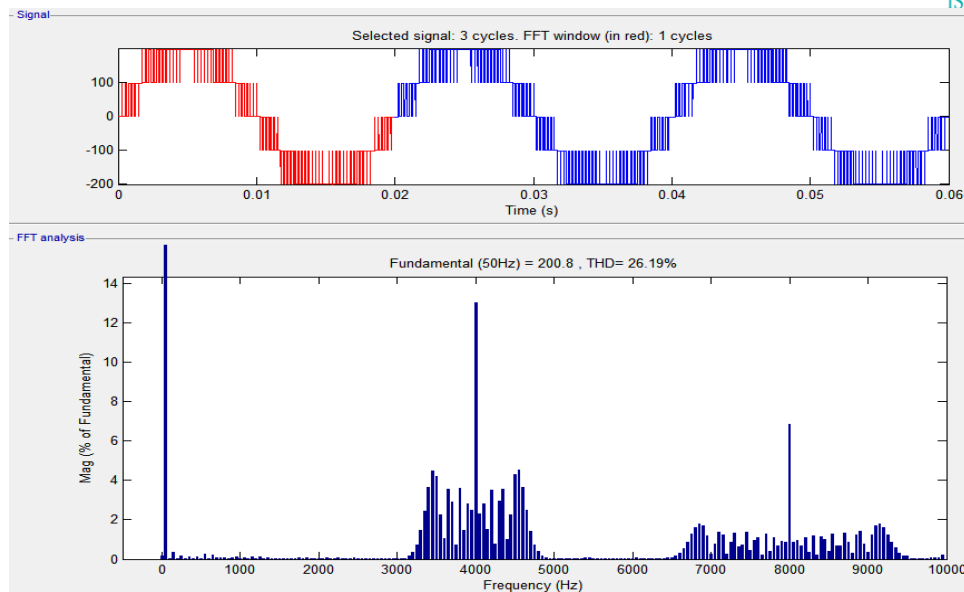 Signal
Selected signal: 3 cycles. FFT window (in red): 1 cycles
100
0
-100
-200
0 0.01 0.02 0.03 0.04 0.05 0.06
Time (s)
FFT analysis
Fundamental (50Hz) = 200.8 , THD= 26.19%
14
12
10
8
6
4
2
0
Mag (% of Fundamental)
0 1000 2000 3000 4000 5000 6000 7000 8000 9000 10000
Frequency (Hz)